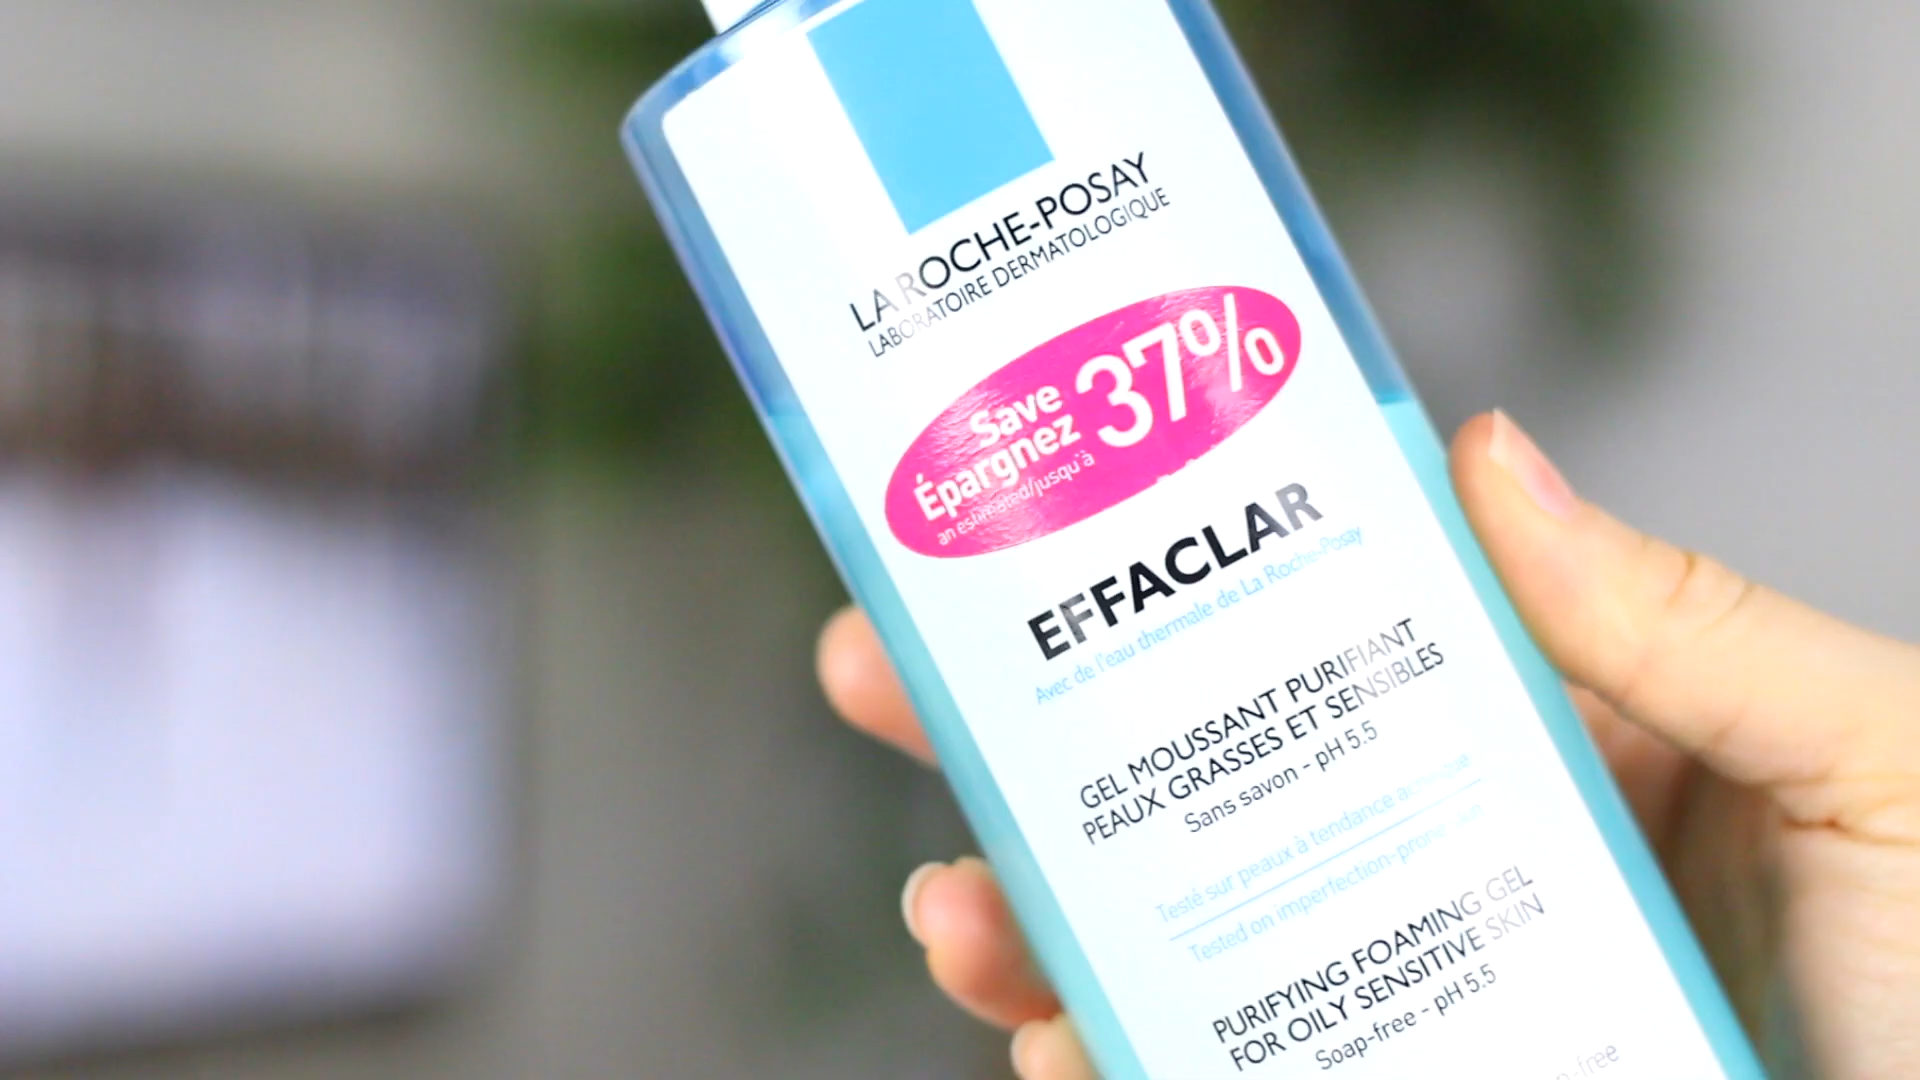 LA ROCHE-POSAY
LABORATOIRE DERMATOLOGIQUE
Save
Épargnez
37%
an estimated/jusqu'à
EFFACLAR
Avec de l'eau thermale de La Roche-Posay
GEL MOUSSANT PURIFIANT
PEAUX GRASSES ET SENSIBLES
Sans savon - pH 5.5
Testé sur peaux à tendance
Tested on imperfection-prone skin
PURIFYING FOAMING GEL
FOR OILY SENSITIVE SKIN
Soap-free - pH 5.5
-free